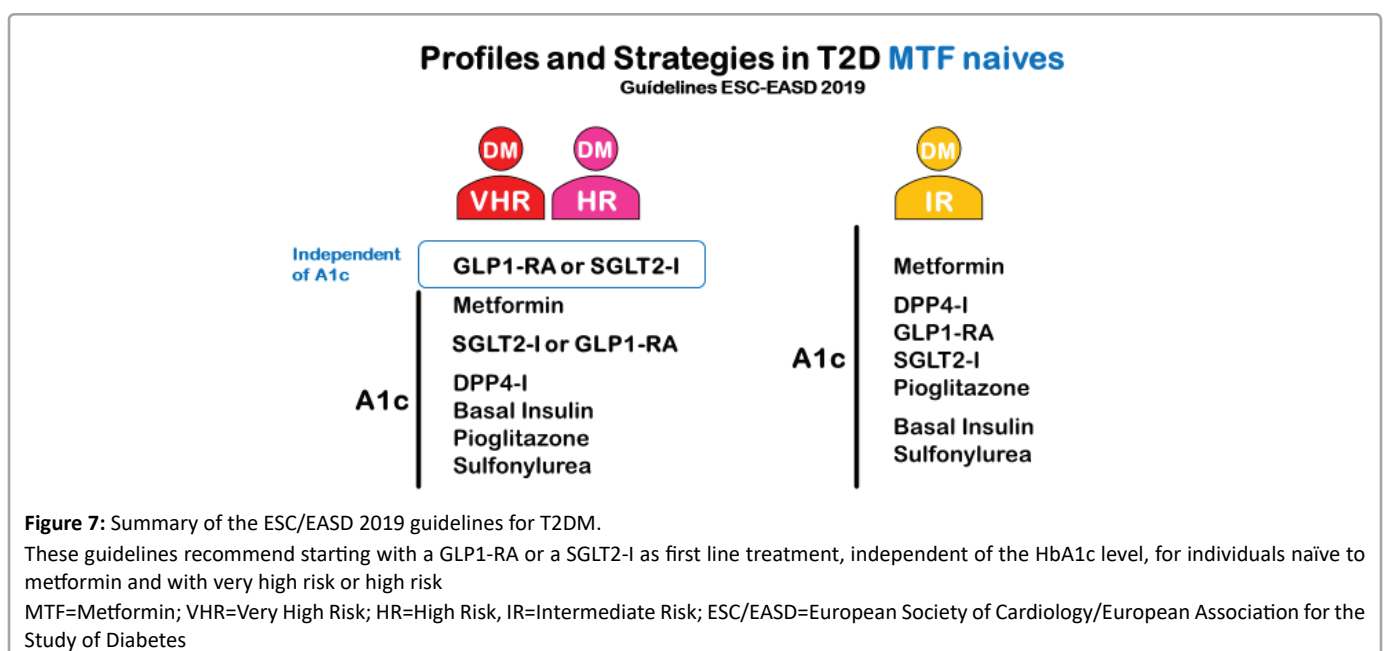 Profiles and Strategies in T2D MTF naives
Guídelines ESC-EASD 2019
DM
VHR
DM
HR
Independent
of A1c
GLP1-RA or SGLT2-I
A1c
Metformin
SGLT2-I or GLP1-RA
DPP4-I
Basal Insulin
Pioglitazone
Sulfonylurea
DM
IR
A1c
Metformin
DPP4-I
GLP1-RA
SGLT2-I
Pioglitazone
Basal Insulin
Sulfonylurea
Figure 7: Summary of the ESC/EASD 2019 guidelines for T2DM.
These guidelines recommend starting with a GLP1-RA or a SGLT2-I as first line treatment, independent of the HbA1c level, for individuals naïve to
metformin and with very high risk or high risk
MTF=Metformin; VHR=Very High Risk; HR=High Risk, IR=Intermediate Risk; ESC/EASD=European Society of Cardiology/European Association for the
Study of Diabetes